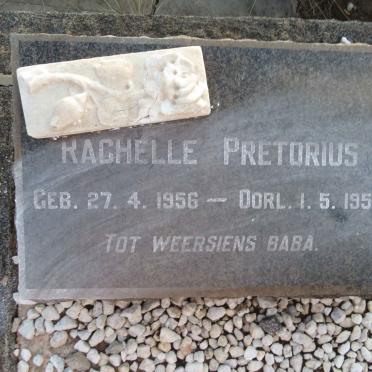 RACHELLE PRETORIUS
GEB. 27. 4. 1956 — OORL. 1. 5. 195
TOT WEERSIENS BABA.